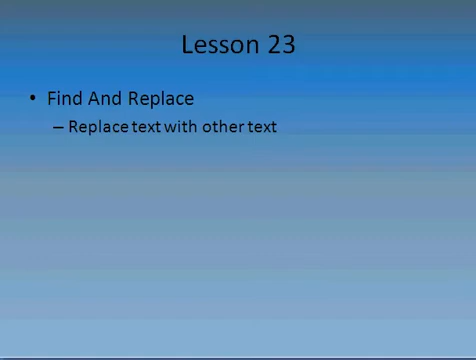 Lesson 23
• Find And Replace
– Replace text with other text